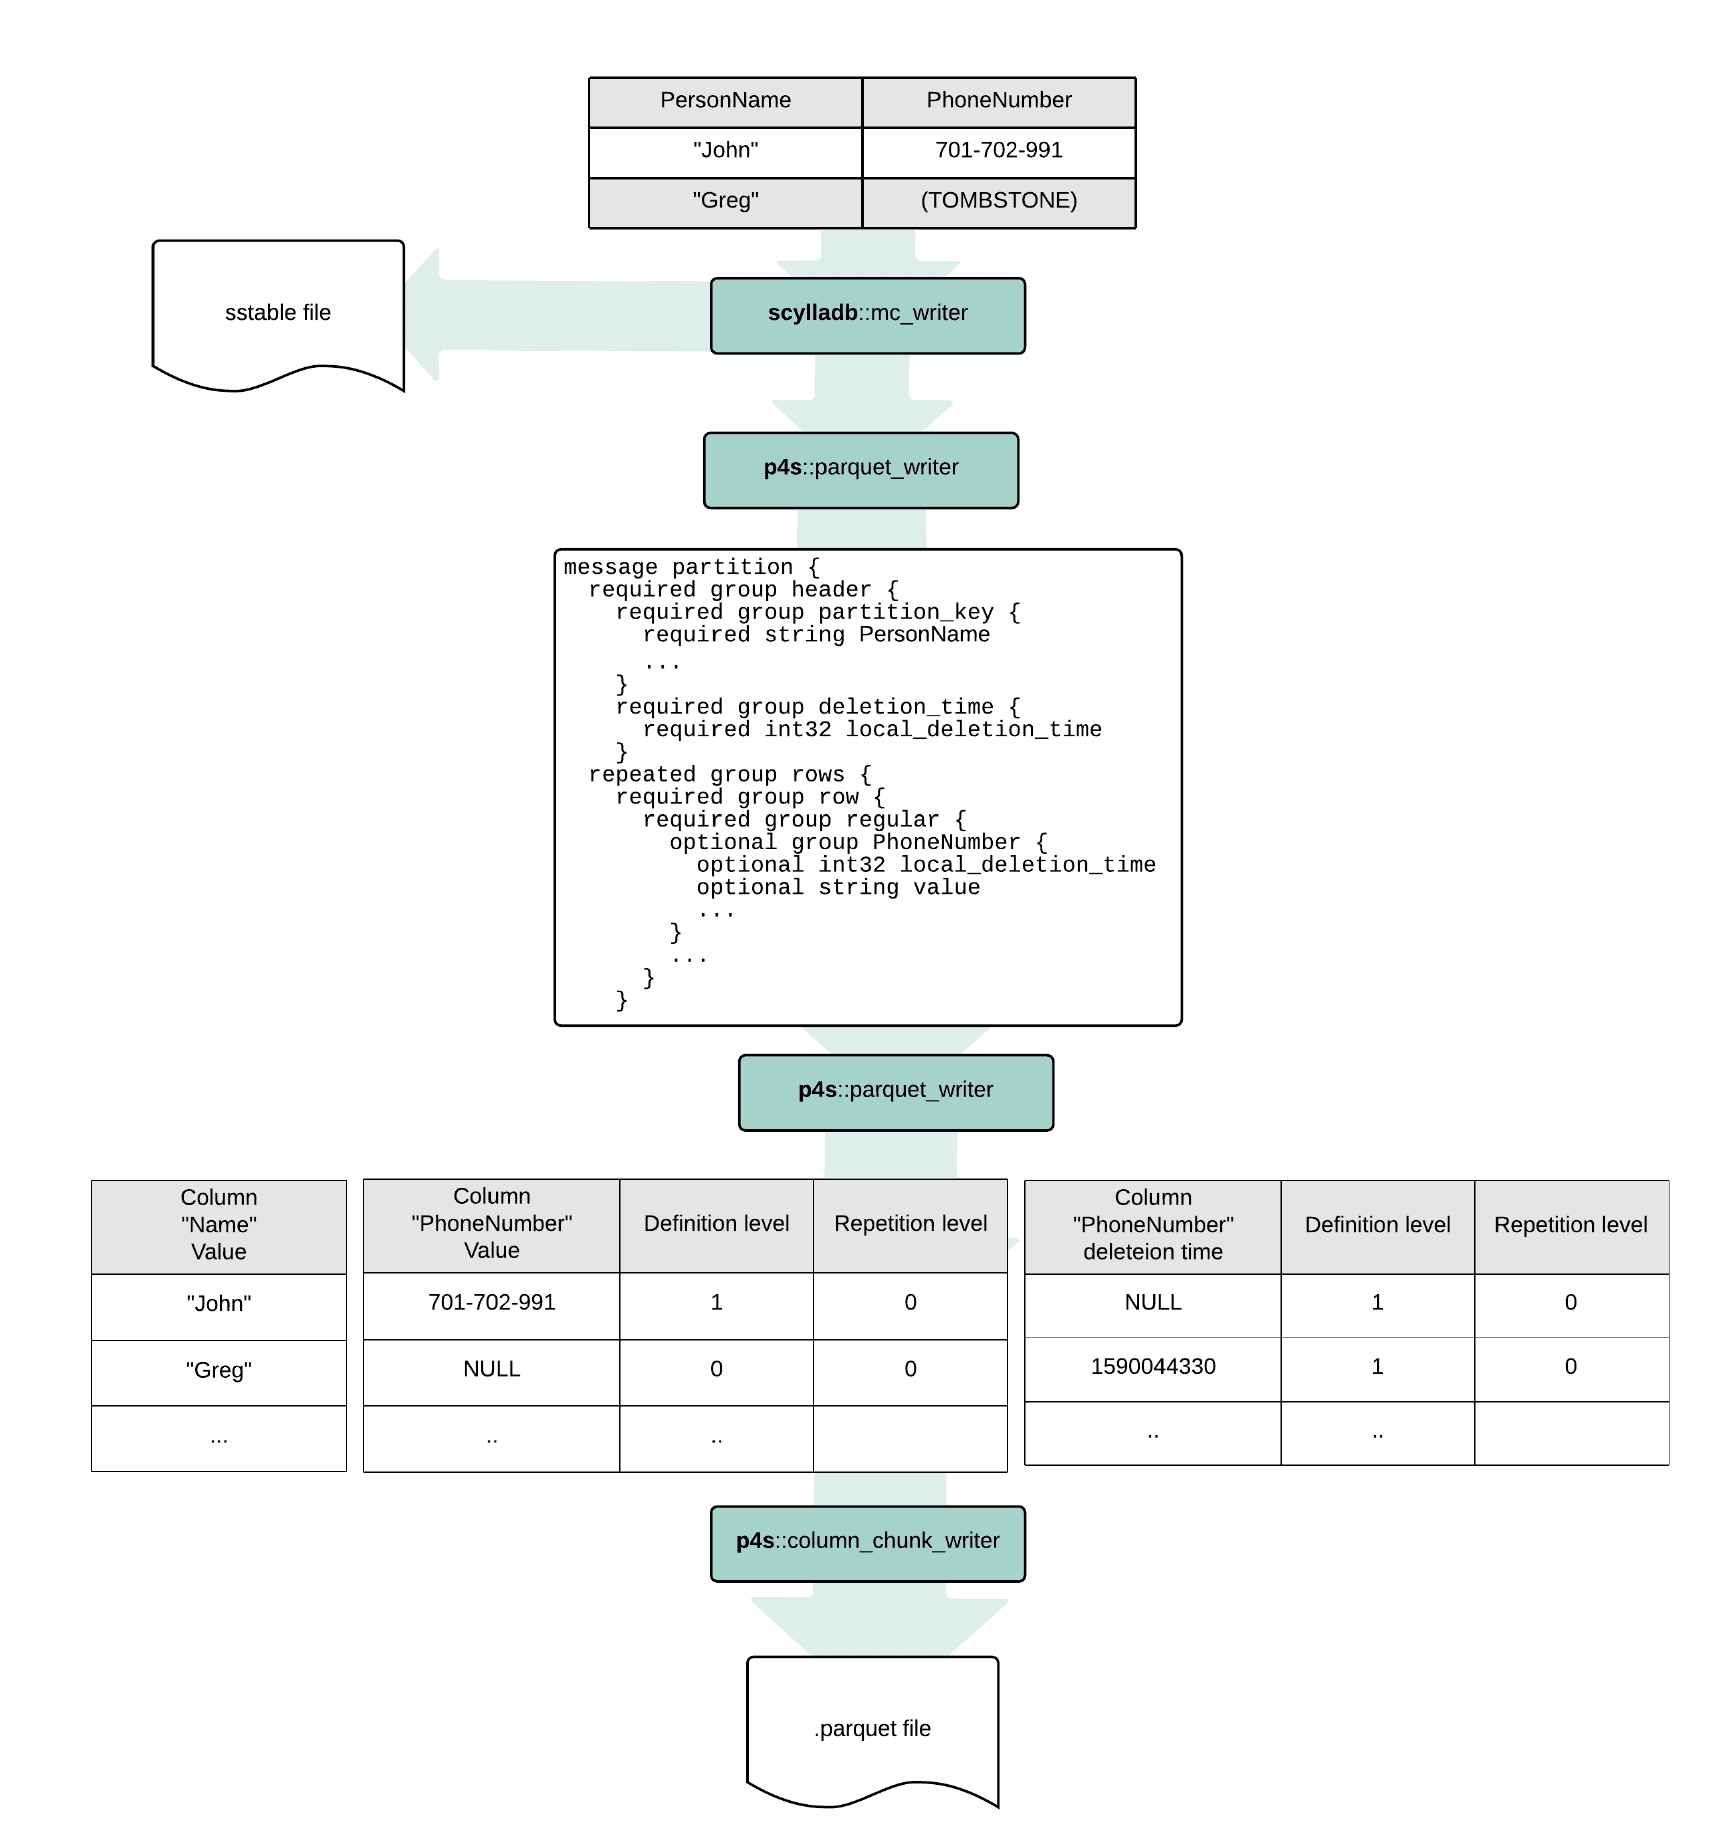 PersonName PhoneNumber
"John" 701-702-991
"Greg" (TOMBSTONE)
sstable file
scylladb::mc_writer
p4s::parquet_writer
message partition {
required group header {
required group partition_key {
required string PersonName
...
}
required group deletion_time {
required int32 local_deletion_time
}
repeated group rows {
required group row {
required group regular {
optional group PhoneNumber {
optional int32 local_deletion_time
optional string value
...
}
...
}
}
p4s::parquet_writer
Column
"Name"
Value
"John"
"Greg"
...
Column
"PhoneNumber"
Value
Definition level
Repetition level
701-702-991 1 0
NULL 0 0
.. ..
Column
"PhoneNumber"
deleteion time
Definition level
Repetition level
NULL 1 0
1590044330 1 0
.. ..
p4s::column_chunk_writer
.parquet file